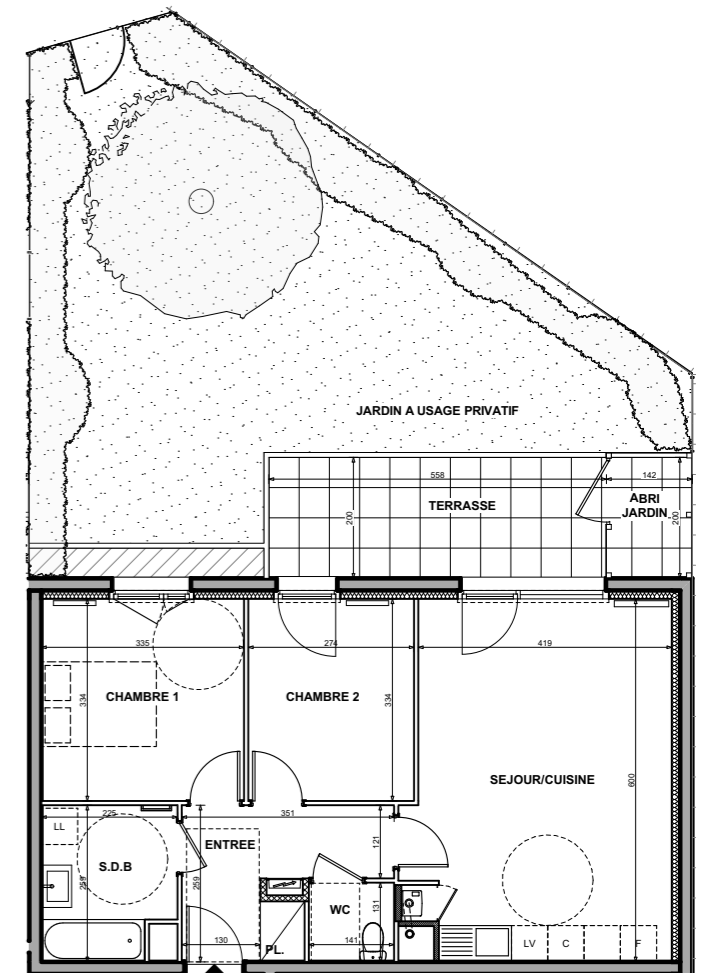 JARDIN A USAGE PRIVATIF
558
142
TERRASSE
ABRI
JARDIN
200
200
335
274
419
334
CHAMBRE 1
CHAMBRE 2
334
SEJOUR/CUISINE
600
225
351
LL
ENTREE
121
S.D.B
259
259
WC
131
130
PL.
141
LV
C
F